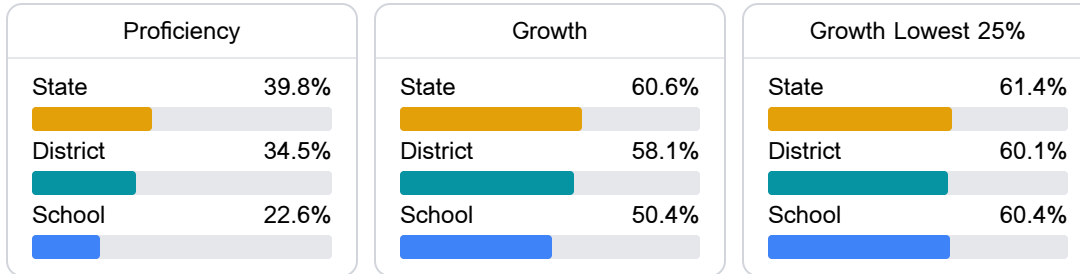 Proficiency
State 39.8%
District 34.5%
School 22.6%
Growth
State 60.6%
District 58.1%
School 50.4%
Growth Lowest 25%
State 61.4%
District 60.1%
School 60.4%